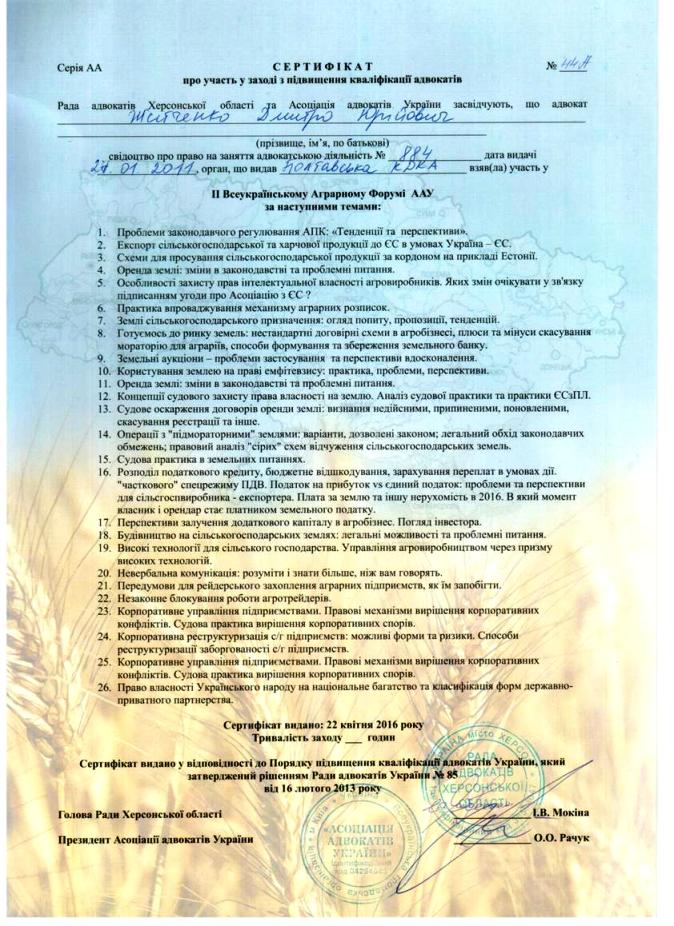 Серія АА
СЕРТИФІКАТ
№ 44А
про участь у заході з підвищення кваліфікації адвокатів
Рада адвокатів Херсонської області та Асоціація адвокатів України засвідчують, що адвокат
Дмитро Юрійович
(прізвище, ім’я, по батькові)
свідоцтво про право на заняття адвокатською діяльність № 884 дата видачі
27.01 2011, орган, що видав Полтавська КДКА взяв(ла) участь у
ІІ Всеукраїнському Аграрному Форумі ААУ
за наступними темами:
1. Проблеми законодавчого регулювання АПК: «Тенденції та перспективи».
2. Експорт сільськогосподарської та харчової продукції до ЄС в умовах Україна – ЄС.
3. Схеми для просування сільськогосподарської продукції за кордоном на прикладі Естонії.
4. Оренда землі: зміни в законодавстві та проблемні питання.
5. Особливості захисту прав інтелектуальної власності агровиробників. Яких змін очікувати у зв'язку
підписанням угоди про Асоціацію з ЄС ?
6. Практика впроваджування механізму аграрних розписок.
7. Землі сільськогосподарського призначення: огляд попиту, пропозиції, тенденцій.
8. Готуємось до ринку земель: нестандартні договірні схеми в агробізнесі, плюси та мінуси скасування
мораторію для аграріїв, способи формування та збереження земельного банку.
9. Земельні аукціони – проблеми застосування та перспективи вдосконалення.
10. Користування землею на праві емфітевзису: практика, проблеми, перспективи.
11. Оренда землі: зміни в законодавстві та проблемні питання.
12. Концепції судового захисту права власності на землю. Аналіз судової практики та практики ЄСзПЛ.
13. Судове оскарження договорів оренди землі: визнання недійсними, припиненими, поновленими,
скасування реєстрації та інше.
14. Операції з "підмораторними" землями: варіанти, дозволені законом; легальний обхід законодавчих
обмежень; правовий аналіз "сірих" схем відчуження сільськогосподарських земель.
15. Судова практика в земельних питаннях.
16. Розподіл податкового кредиту, бюджетне відшкодування, зарахування переплат в умовах дії.
"часткового" спецрежиму ПДВ. Податок на прибуток vs єдиний податок: проблеми та перспективи
для сільсгоспвиробника - експортера. Плата за землю та іншу нерухомість в 2016. В який момент
власник і орендар стає платником земельного податку.
17. Перспективи залучення додаткового капіталу в агробізнес. Погляд інвестора.
18. Будівництво на сільськогосподарських землях: легальні можливості та проблемні питання.
19. Високі технології для сільського господарства. Управління агровиробництвом через призму
високих технологій.
20. Невербальна комунікація: розуміти і знати більше, ніж вам говорять.
21. Передумови для рейдерського захоплення аграрних підприємств, як їм запобігти.
22. Незаконне блокування роботи агротрейдерів.
23. Корпоративне управління підприємствами. Правові механізми вирішення корпоративних
конфліктів. Судова практика вирішення корпоративних спорів.
24. Корпоративна реструктуризація с/г підприємств: можливі форми та ризики. Способи
реструктуризації заборгованості с/г підприємств.
25. Корпоративне управління підприємствами. Правові механізми вирішення корпоративних
конфліктів. Судова практика вирішення корпоративних спорів.
26. Право власності Українського народу на національне багатство та класифікація форм державно-
приватного партнерства.
Сертифікат видано: 22 квітня 2016 року
Тривалість заходу ___ годин
Сертифікат видано у відповідності до Порядку підвищення кваліфікації адвокатів України, який
затверджений рішенням Ради адвокатів України № 85
від 16 лютого 2013 року
РАДА
АДВОКАТІВ
ХЕРСОНСЬКОЇ
ОБЛАСТІ
Голова Ради Херсонської області
І.В. Мокіна
«АСОЦІАЦІЯ
АДВОКАТІВ
УКРАЇНИ»
Президент Асоціації адвокатів України
О.О. Рачук